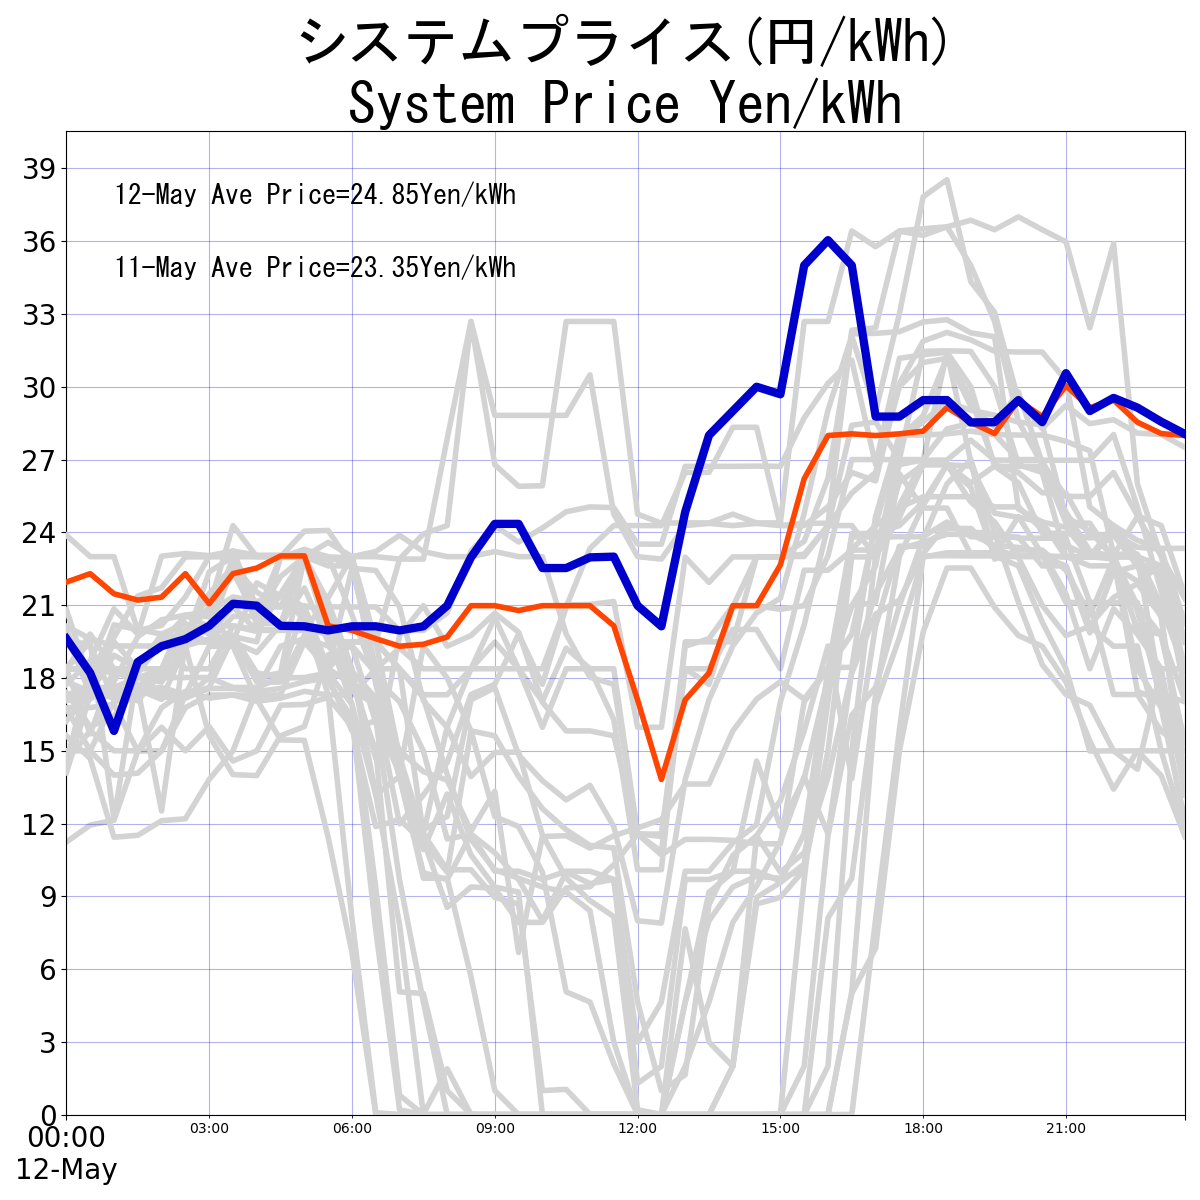 システムプライス(円/kWh)
System Price Yen/kWh
12-May Ave Price=24.85Yen/kWh
11-May Ave Price=23.35Yen/kWh
39
36
33
30
27
24
21
18
15
12
9
6
3
0
00:00 03:00 06:00 09:00 12:00 15:00 18:00 21:00
12-May